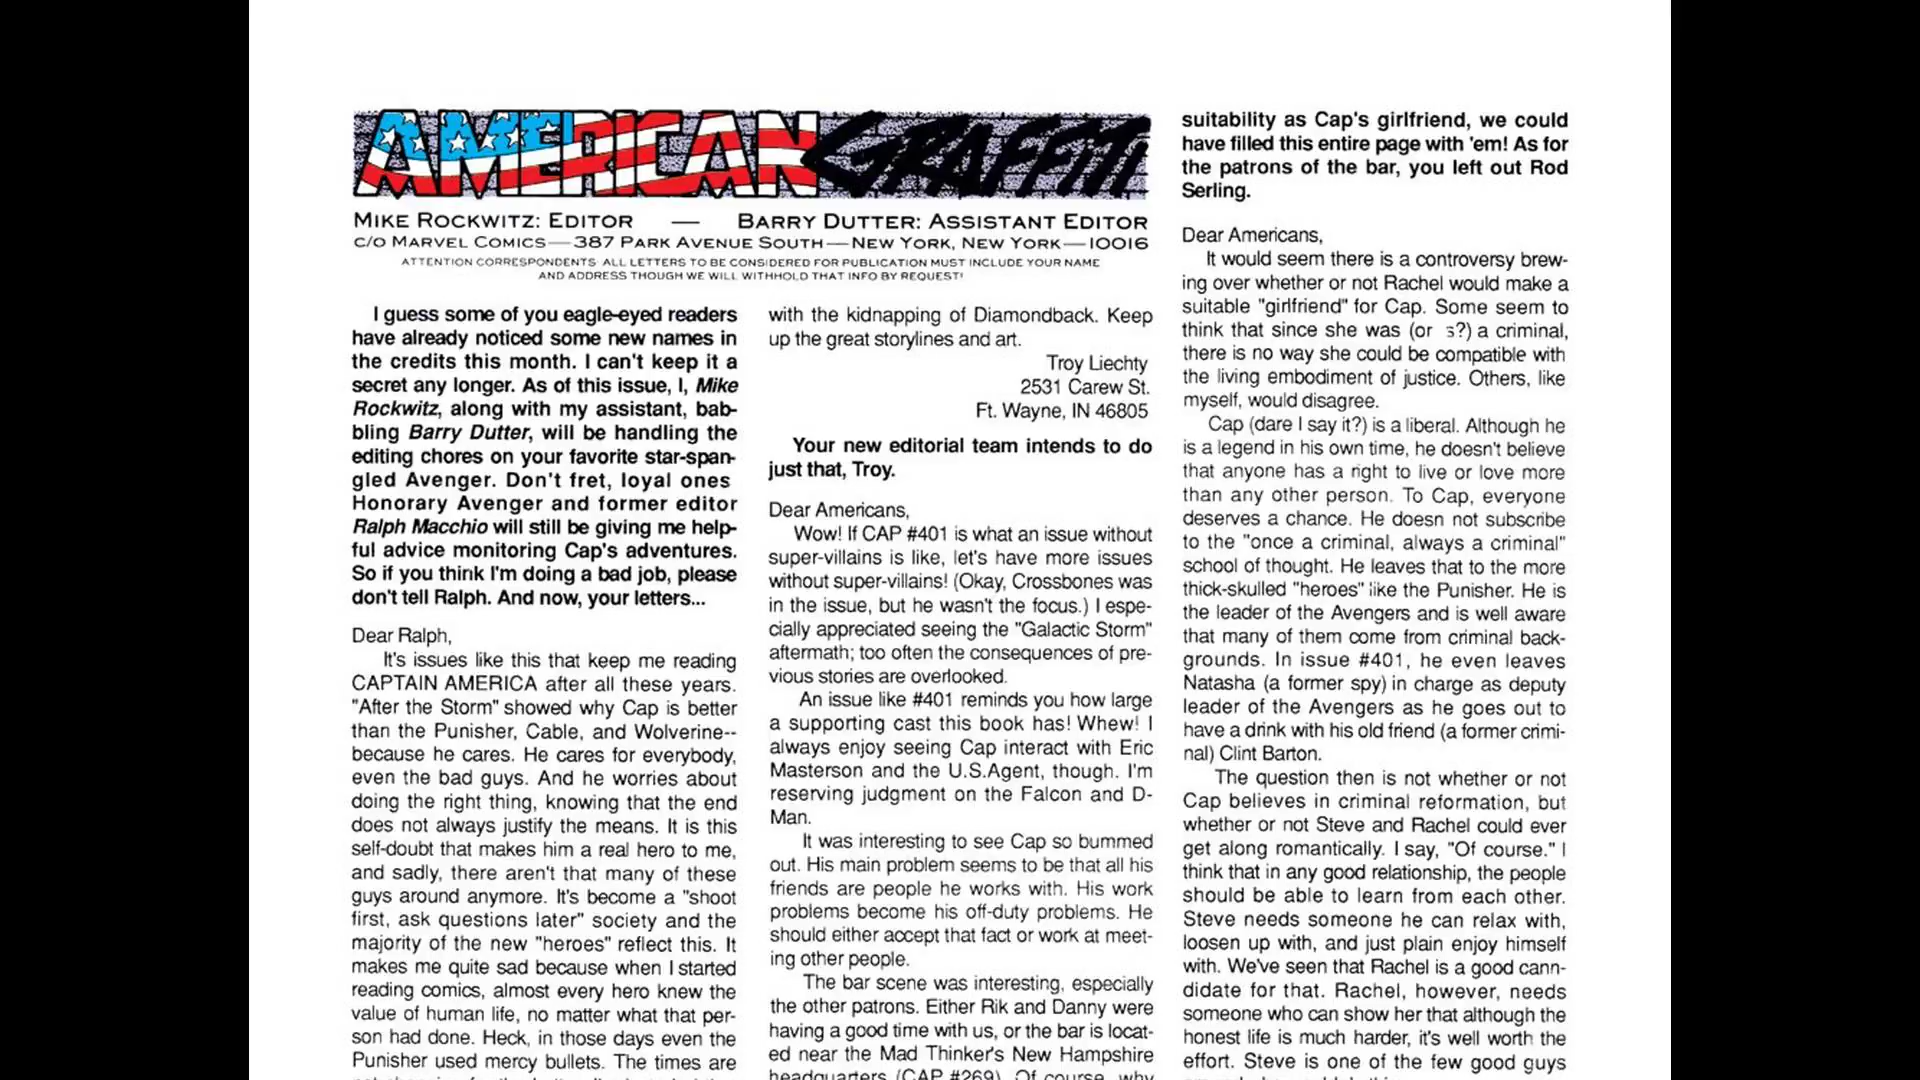 AMERICAN GRAFFITI
MIKE ROCKWITZ: EDITOR — BARRY DUTTER: ASSISTANT EDITOR
C/O MARVEL COMICS—387 PARK AVENUE SOUTH—NEW YORK, NEW YORK—10016
ATTENTION CORRESPONDENTS: ALL LETTERS TO BE CONSIDERED FOR PUBLICATION MUST INCLUDE YOUR NAME
AND ADDRESS THOUGH WE WILL WITHHOLD THAT INFO BY REQUEST!
I guess some of you eagle-eyed readers
have already noticed some new names in
the credits this month. I can't keep it a
secret any longer. As of this issue, I, Mike
Rockwitz, along with my assistant, bab-
bling Barry Dutter, will be handling the
editing chores on your favorite star-span-
gled Avenger. Don't fret, loyal ones
Honorary Avenger and former editor
Ralph Macchio will still be giving me help-
ful advice monitoring Cap's adventures.
So if you think I'm doing a bad job, please
don't tell Ralph. And now, your letters...
Dear Ralph,
It's issues like this that keep me reading
CAPTAIN AMERICA after all these years.
"After the Storm" showed why Cap is better
than the Punisher, Cable, and Wolverine--
because he cares. He cares for everybody,
even the bad guys. And he worries about
doing the right thing, knowing that the end
does not always justify the means. It is this
self-doubt that makes him a real hero to me,
and sadly, there aren't that many of these
guys around anymore. It's become a "shoot
first, ask questions later" society and the
majority of the new "heroes" reflect this. It
makes me quite sad because when I started
reading comics, almost every hero knew the
value of human life, no matter what that per-
son had done. Heck, in those days even the
Punisher used mercy bullets. The times are
with the kidnapping of Diamondback. Keep
up the great storylines and art.
Troy Liechty
2531 Carew St.
Ft. Wayne, IN 46805
Your new editorial team intends to do
just that, Troy.
Dear Americans,
Wow! If CAP #401 is what an issue without
super-villains is like, let's have more issues
without super-villains! (Okay, Crossbones was
in the issue, but he wasn't the focus.) I espe-
cially appreciated seeing the "Galactic Storm"
aftermath; too often the consequences of pre-
vious stories are overlooked.
An issue like #401 reminds you how large
a supporting cast this book has! Whew! I
always enjoy seeing Cap interact with Eric
Masterson and the U.S.Agent, though. I'm
reserving judgment on the Falcon and D-
Man.
It was interesting to see Cap so bummed
out. His main problem seems to be that all his
friends are people he works with. His work
problems become his off-duty problems. He
should either accept that fact or work at meet-
ing other people.
The bar scene was interesting, especially
the other patrons. Either Rik and Danny were
having a good time with us, or the bar is locat-
ed near the Mad Thinker's New Hampshire
headquarters (CAP #269). Of course, why
suitability as Cap's girlfriend, we could
have filled this entire page with 'em! As for
the patrons of the bar, you left out Rod
Serling.
Dear Americans,
It would seem there is a controversy brew-
ing over whether or not Rachel would make a
suitable "girlfriend" for Cap. Some seem to
think that since she was (or s?) a criminal,
there is no way she could be compatible with
the living embodiment of justice. Others, like
myself, would disagree.
Cap (dare I say it?) is a liberal. Although he
is a legend in his own time, he doesn't believe
that anyone has a right to live or love more
than any other person. To Cap, everyone
deserves a chance. He doesn not subscribe
to the "once a criminal, always a criminal"
school of thought. He leaves that to the more
thick-skulled "heroes" like the Punisher. He is
the leader of the Avengers and is well aware
that many of them come from criminal back-
grounds. In issue #401, he even leaves
Natasha (a former spy) in charge as deputy
leader of the Avengers as he goes out to
have a drink with his old friend (a former crimi-
nal) Clint Barton.
The question then is not whether or not
Cap believes in criminal reformation, but
whether or not Steve and Rachel could ever
get along romantically. I say, "Of course." I
think that in any good relationship, the people
should be able to learn from each other.
Steve needs someone he can relax with,
loosen up with, and just plain enjoy himself
with. We've seen that Rachel is a good cann-
didate for that. Rachel, however, needs
someone who can show her that although the
honest life is much harder, it's well worth the
effort. Steve is one of the few good guys